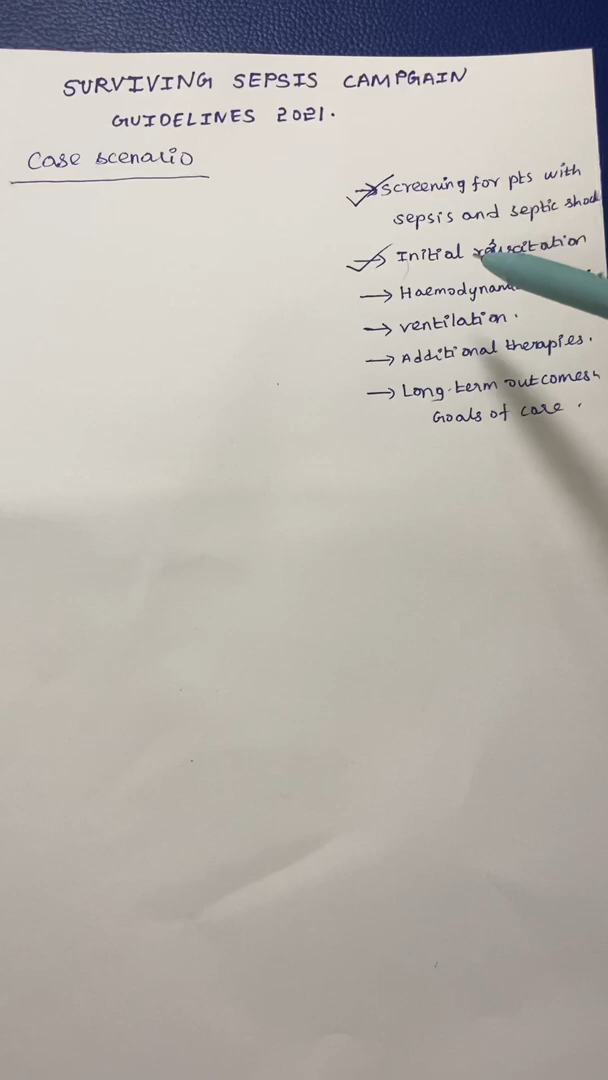 SURVIVING SEPSIS CAMPGAIN
GUIDELINES 2021.
Case scenario
→ Screening for pts with
sepsis and septic shock
→ Initial
→
→ ventilation.
→ Additional therapies.
→ Long-term outcomes,
Goals of care.